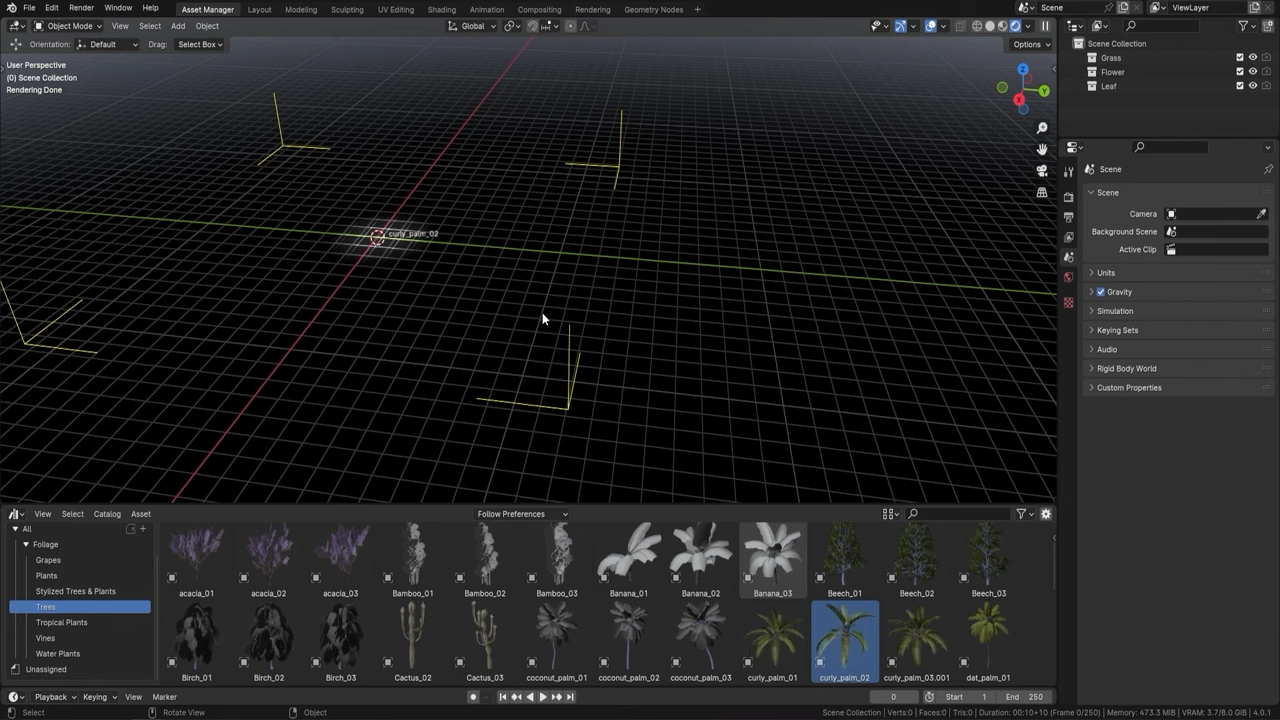 File Edit Render Window Help Asset Manager Layout Modeling Sculpting UV Editing Shading Animation Compositing Rendering Geometry Nodes + Scene ViewLayer
Object Mode View Select Add Object Global
Orientation: Default Drag: Select Box Options
User Perspective
(0) Scene Collection
Rendering Done
Z
Y
X
curly_palm_02
Scene Collection
Grass
Flower
Leaf
Scene
Scene
Camera
Background Scene
Active Clip
Units
Gravity
Simulation
Keying Sets
Audio
Rigid Body World
Custom Properties
View Select Catalog Asset Follow Preferences
All
Foliage
Grapes
Plants
Stylized Trees & Plants
Trees
Tropical Plants
Vines
Water Plants
Unassigned
acacia_01 acacia_02 acacia_03 Bamboo_01 Bamboo_02 Bamboo_03 Banana_01 Banana_02 Banana_03 Beech_01 Beech_02 Beech_03
Birch_01 Birch_02 Birch_03 Cactus_02 Cactus_03 coconut_palm_01 coconut_palm_02 coconut_palm_03 curly_palm_01 curly_palm_02 curly_palm_03.001 dat_palm_01
Playback Keying View Marker 0 Start 1 End 250
Select Rotate View Object Scene Collection | Verts:0 | Faces:0 | Tris:0 | Duration: 00:10+10 (Frame 0/250) | Memory: 473.3 MiB | VRAM: 3.7/8.0 GiB | 4.0.1